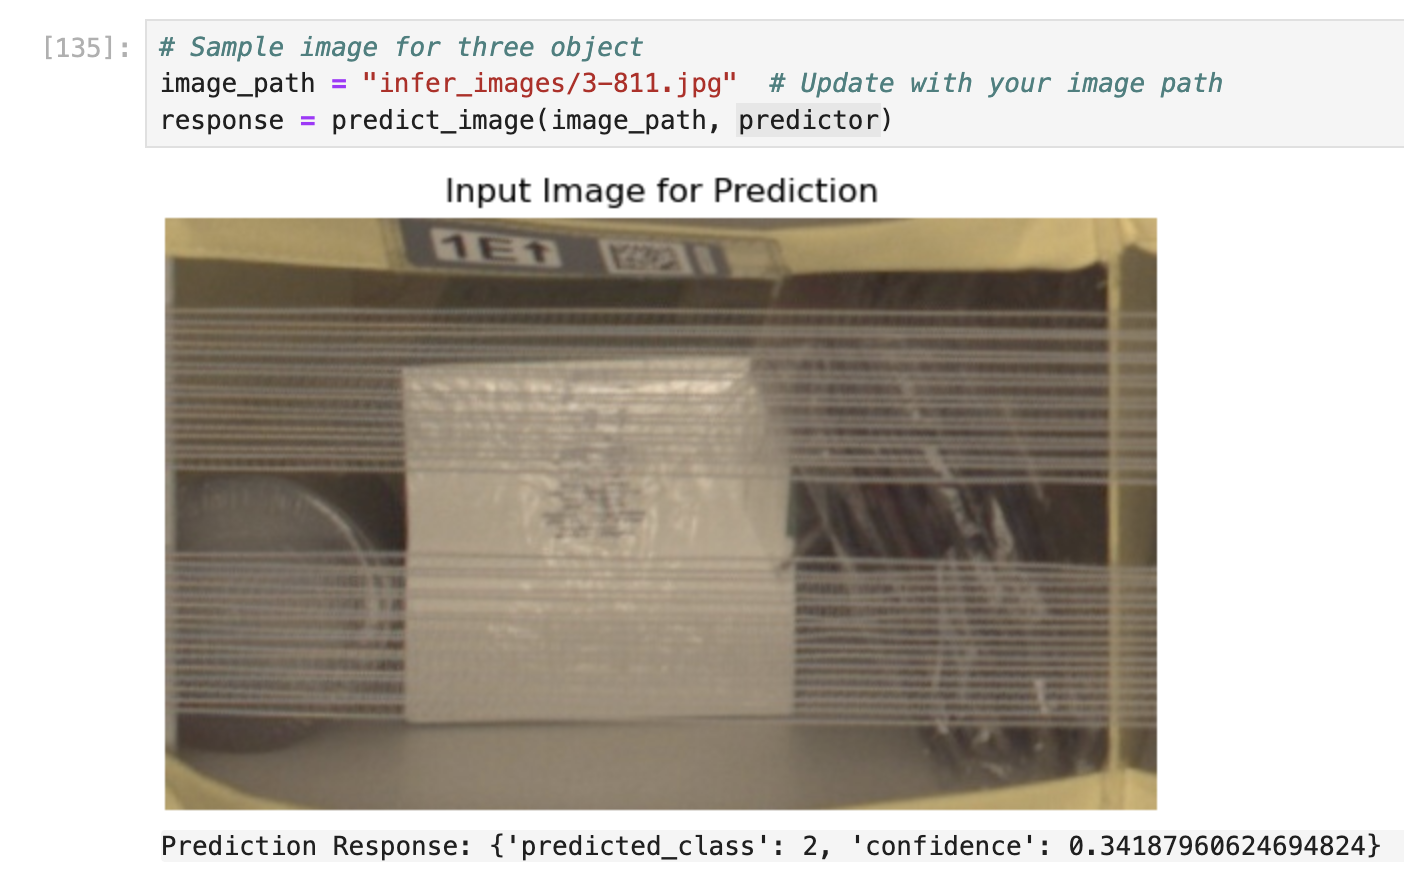 [135]:
# Sample image for three object
image_path = "infer_images/3-811.jpg"  # Update with your image path
response = predict_image(image_path, predictor)
Input Image for Prediction
1E↑
Prediction Response: {'predicted_class': 2, 'confidence': 0.34187960624694824}